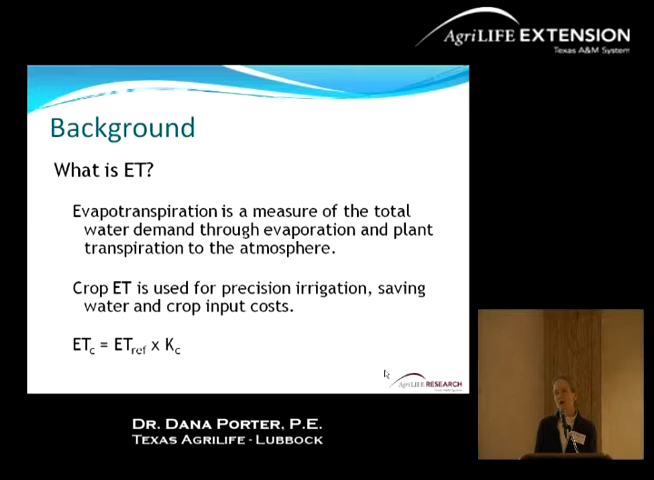 AgriLIFE EXTENSION
Texas A&M System
Background
What is ET?
Evapotranspiration is a measure of the total
water demand through evaporation and plant
transpiration to the atmosphere.
Crop ET is used for precision irrigation, saving
water and crop input costs.
ETc = ETref x Kc
AgriLIFE RESEARCH
DR. DANA PORTER, P.E.
TEXAS AGRILIFE - LUBBOCK